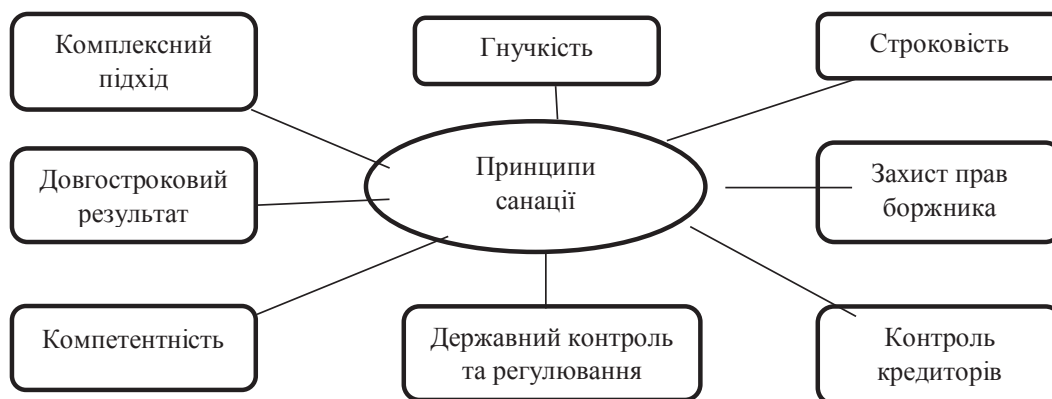 Комплексний
підхід
Гнучкість
Строковість
Довгостроковий
результат
Принципи
санації
Захист прав
боржника
Компетентність
Державний контроль
та регулювання
Контроль
кредиторів